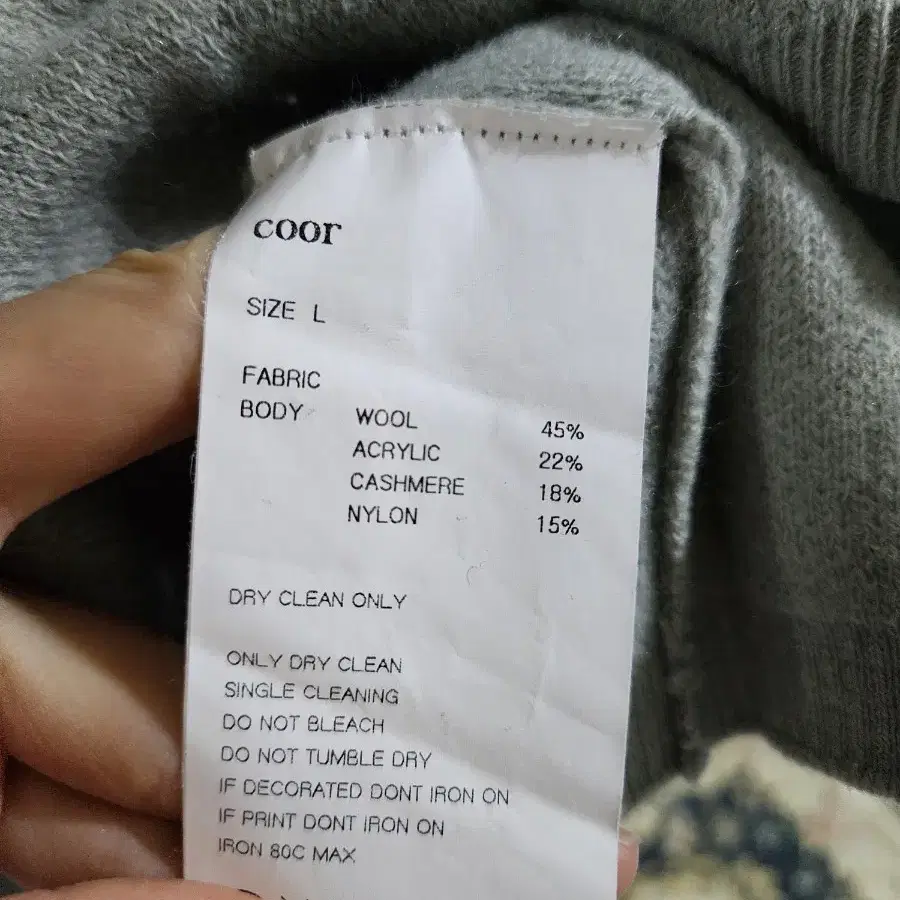 coor
SIZE L
FABRIC
BODY WOOL 45%
ACRYLIC 22%
CASHMERE 18%
NYLON 15%
DRY CLEAN ONLY
ONLY DRY CLEAN
SINGLE CLEANING
DO NOT BLEACH
DO NOT TUMBLE DRY
IF DECORATED DONT IRON ON
IF PRINT DONT IRON ON
IRON 80C MAX